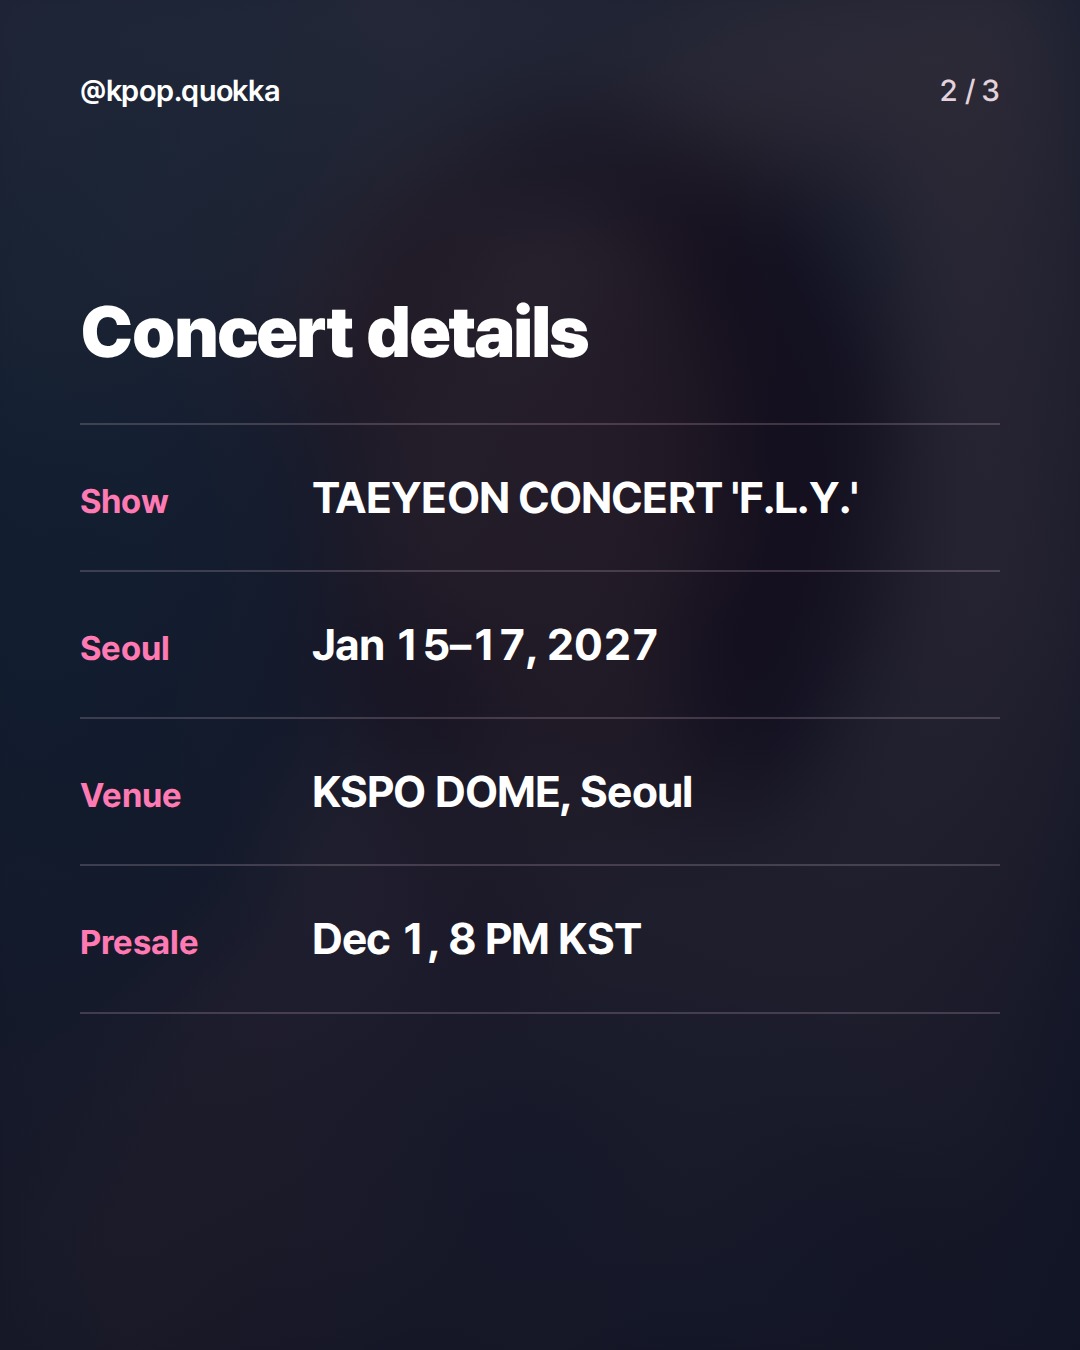 @kpop.quokka
2 / 3
Concert details
Show
TAEYEON CONCERT 'F.L.Y.'
Seoul
Jan 15–17, 2027
Venue
KSPO DOME, Seoul
Presale
Dec 1, 8 PM KST